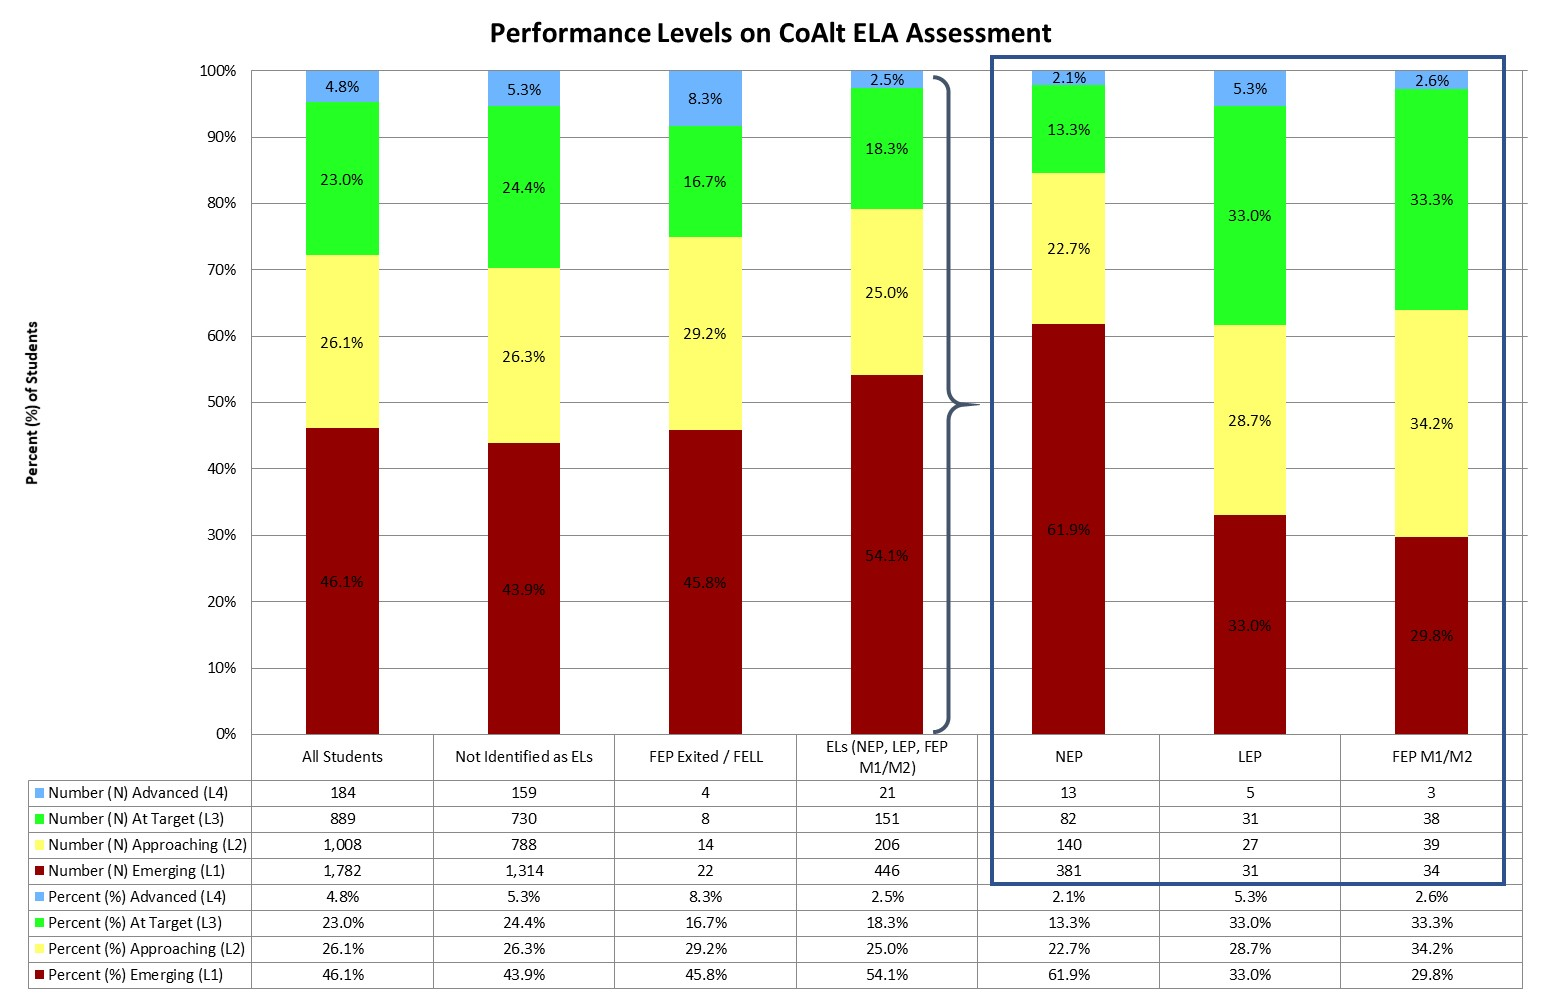 Performance Levels on CoAlt ELA Assessment
Percent (%) of Students
100%
90%
80%
70%
60%
50%
40%
30%
20%
10%
0%
4.8% 5.3% 8.3% 2.5% 2.1% 5.3% 2.6%
23.0% 24.4% 16.7% 18.3% 13.3% 33.0% 33.3%
26.1% 26.3% 29.2% 25.0% 22.7% 28.7% 34.2%
46.1% 43.9% 45.8% 54.1% 61.9% 33.0% 29.8%
All Students Not Identified as ELs FEP Exited / FELL ELs (NEP, LEP, FEP M1/M2) NEP LEP FEP M1/M2
Number (N) Advanced (L4) 184 159 4 21 13 5 3
Number (N) At Target (L3) 889 730 8 151 82 31 38
Number (N) Approaching (L2) 1,008 788 14 206 140 27 39
Number (N) Emerging (L1) 1,782 1,314 22 446 381 31 34
Percent (%) Advanced (L4) 4.8% 5.3% 8.3% 2.5% 2.1% 5.3% 2.6%
Percent (%) At Target (L3) 23.0% 24.4% 16.7% 18.3% 13.3% 33.0% 33.3%
Percent (%) Approaching (L2) 26.1% 26.3% 29.2% 25.0% 22.7% 28.7% 34.2%
Percent (%) Emerging (L1) 46.1% 43.9% 45.8% 54.1% 61.9% 33.0% 29.8%